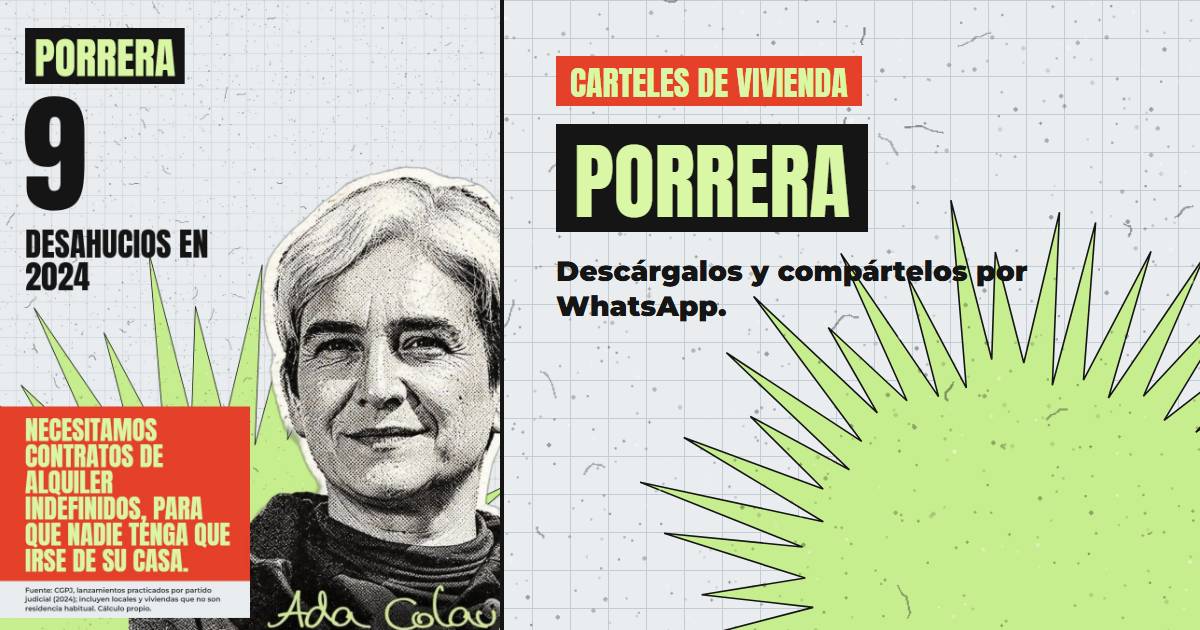 PORRERA
9
DESAHUCIOS EN
2024
NECESITAMOS
CONTRATOS DE
ALQUILER
INDEFINIDOS, PARA
QUE NADIE TENGA QUE
IRSE DE SU CASA.
Fuente: CGPJ, lanzamientos practicados por partido
judicial (2024); incluyen locales y viviendas que no son
residencia habitual. Cálculo propio.
Ada Colau
CARTELES DE VIVIENDA
PORRERA
Descárgalos y compártelos por
WhatsApp.